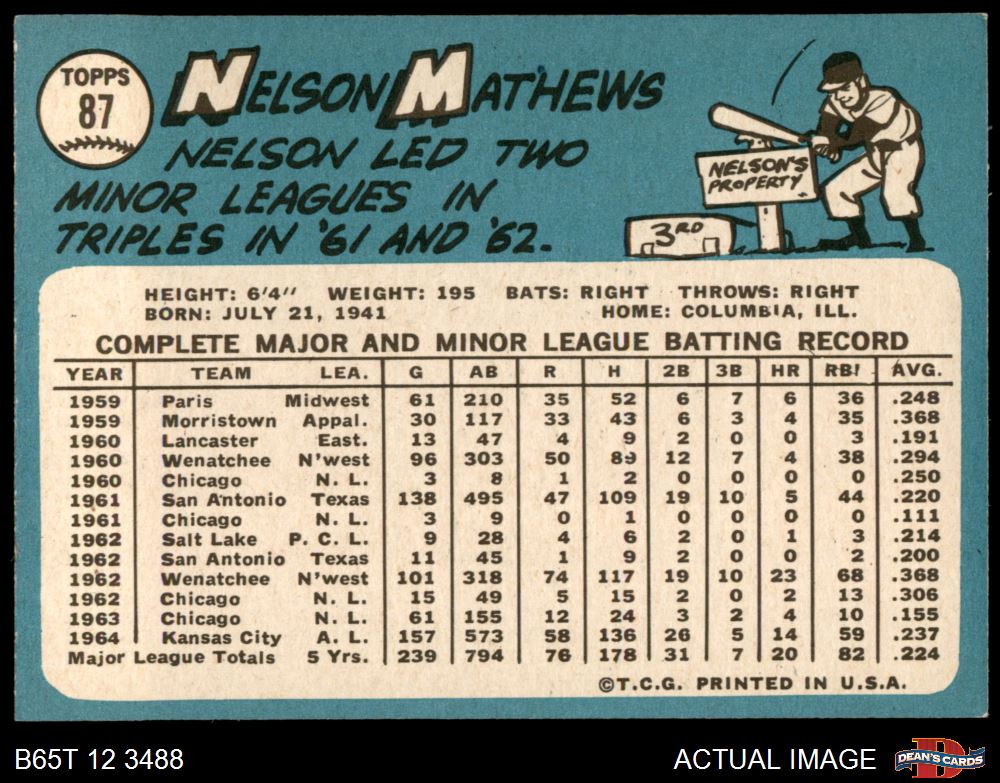 TOPPS
87
NELSON MATHEWS
NELSON LED TWO
MINOR LEAGUES IN
TRIPLES IN '61 AND '62.
NELSON'S
PROPERTY
3RD
HEIGHT: 6'4" WEIGHT: 195 BATS: RIGHT THROWS: RIGHT
BORN: JULY 21, 1941 HOME: COLUMBIA, ILL.
COMPLETE MAJOR AND MINOR LEAGUE BATTING RECORD
YEAR TEAM LEA. G AB R H 2B 3B HR RBI AVG.
1959 Paris Midwest 61 210 35 52 6 7 6 36 .248
1959 Morristown Appal. 30 117 33 43 6 3 4 35 .368
1960 Lancaster East. 13 47 4 9 2 0 0 3 .191
1960 Wenatchee N'west 96 303 50 89 12 7 4 38 .294
1960 Chicago N. L. 3 8 1 2 0 0 0 0 .250
1961 San Antonio Texas 138 495 47 109 19 10 5 44 .220
1961 Chicago N. L. 3 9 0 1 0 0 0 0 .111
1962 Salt Lake P. C. L. 9 28 4 6 2 0 1 3 .214
1962 San Antonio Texas 11 45 1 9 2 0 0 2 .200
1962 Wenatchee N'west 101 318 74 117 19 10 23 68 .368
1962 Chicago N. L. 15 49 5 15 2 0 2 13 .306
1963 Chicago N. L. 61 155 12 24 3 2 4 10 .155
1964 Kansas City A. L. 157 573 58 136 26 5 14 59 .237
Major League Totals 5 Yrs. 239 794 76 178 31 7 20 82 .224
©T.C.G. PRINTED IN U.S.A.
B65T 12 3488 ACTUAL IMAGE D DEAN'S CARDS